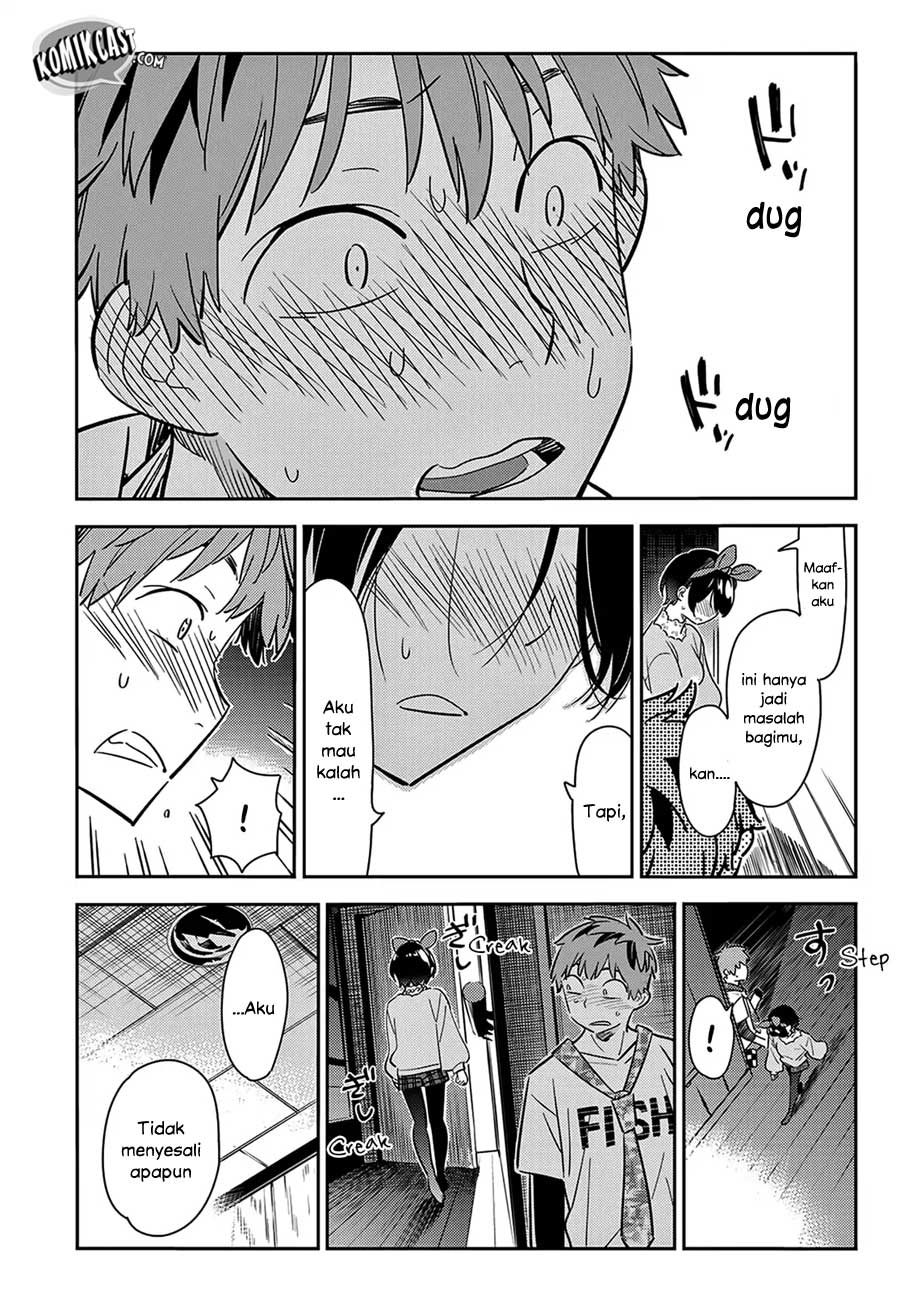 KOMIKCAST
.COM
ドッ
dug
ドッ
dug
Maaf-
kan aku
ini hanya
jadi
masalah
bagimu,
kan....
Tapi,
Aku
tak
mau
kalah
...
!
すっ
Step
!
ぎぃ
Creak
FISH
ぎし
Creak
...Aku
Tidak
menyesali
apapun